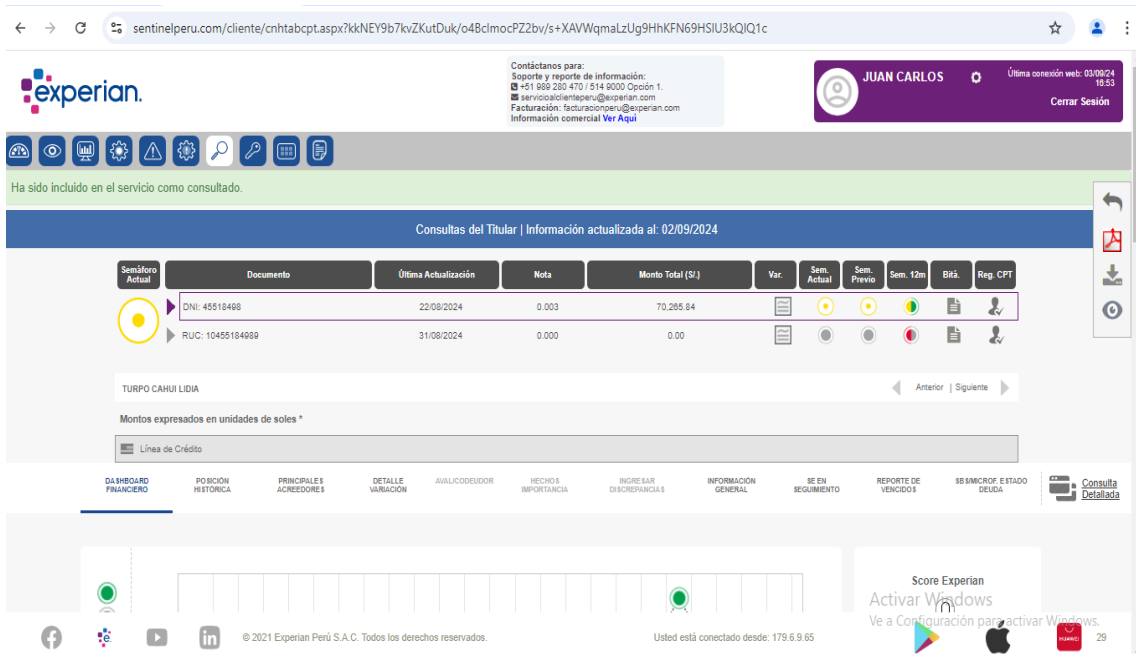 sentinelperu.com/cliente/cnhtabcpt.aspx?kkNEY9b7kvZKutDuk/o4BclmocPZ2bv/s+XAVWqmaLzUg9HhKFN69HSIU3kQIQ1c
experian.
Contáctanos para:
Soporte y reporte de información:
+51 989 280 470 / 514 9000 Opción 1.
servicioalclienteperu@experian.com
Facturación: facturacionperu@experian.com
Información comercial Ver Aqui
JUAN CARLOS
Última conexión web: 03/09/24
16:53
Cerrar Sesión
Ha sido incluido en el servicio como consultado.
Consultas del Titular | Información actualizada al: 02/09/2024
Semáforo Actual Documento Última Actualización Nota Monto Total (S/.) Var. Sem. Actual Sem. Previo Sem. 12m Bitá. Reg. CPT
DNI: 45518498 22/08/2024 0.003 70,265.84
RUC: 10455184989 31/08/2024 0.000 0.00
TURPO CAHUI LIDIA Anterior | Siguiente
Montos expresados en unidades de soles *
Línea de Crédito
DASHBOARD FINANCIERO
POSICIÓN HISTÓRICA
PRINCIPALES ACREEDORES
DETALLE VARIACIÓN
AVAL/CODEUDOR
HECHOS IMPORTANCIA
INGRESAR DISCREPANCIAS
INFORMACIÓN GENERAL
SE EN SEGUIMIENTO
REPORTE DE VENCIDOS
SBS/MICROF. ESTADO DEUDA
Consulta Detallada
Score Experian
Activar Windows
Ve a Configuración para activar Windows.
© 2021 Experian Perú S.A.C. Todos los derechos reservados.
Usted está conectado desde: 179.6.9.65
HUAWEI
29